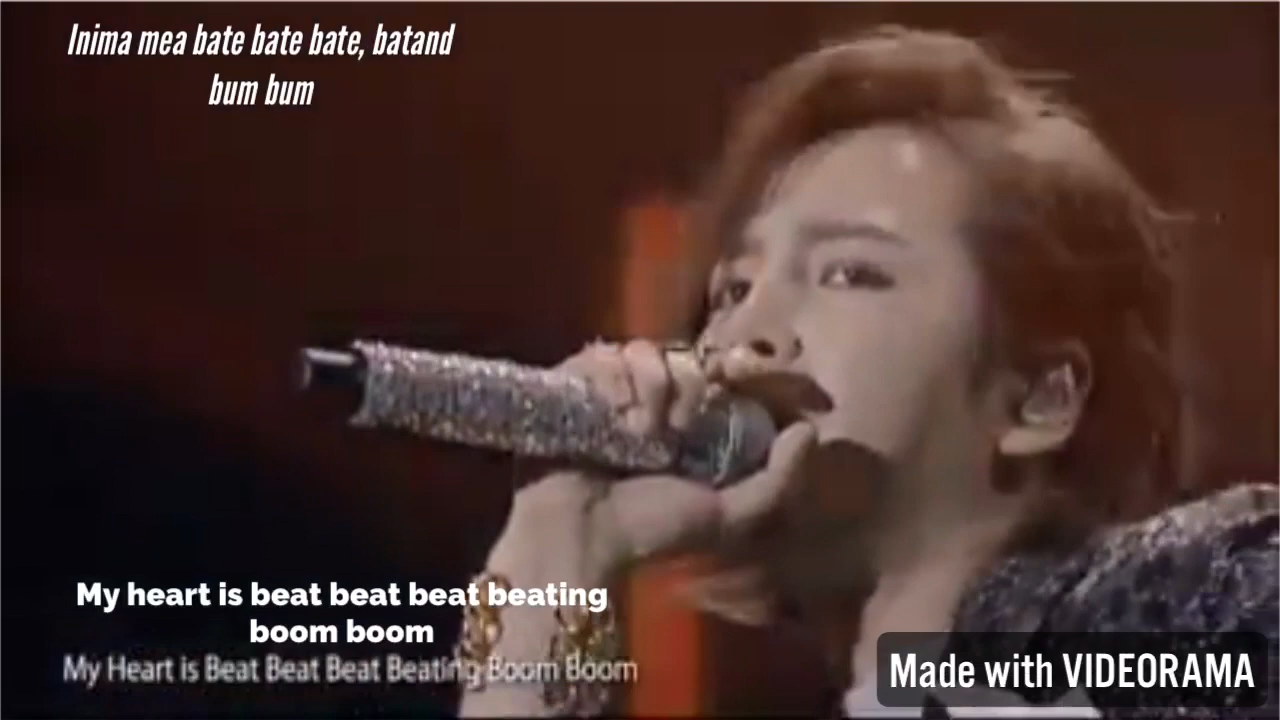 Inima mea bate bate bate, batand
bum bum
My heart is beat beat beat beating
boom boom
My Heart is Beat Beat Beat Beating Boom Boom
Made with VIDEORAMA